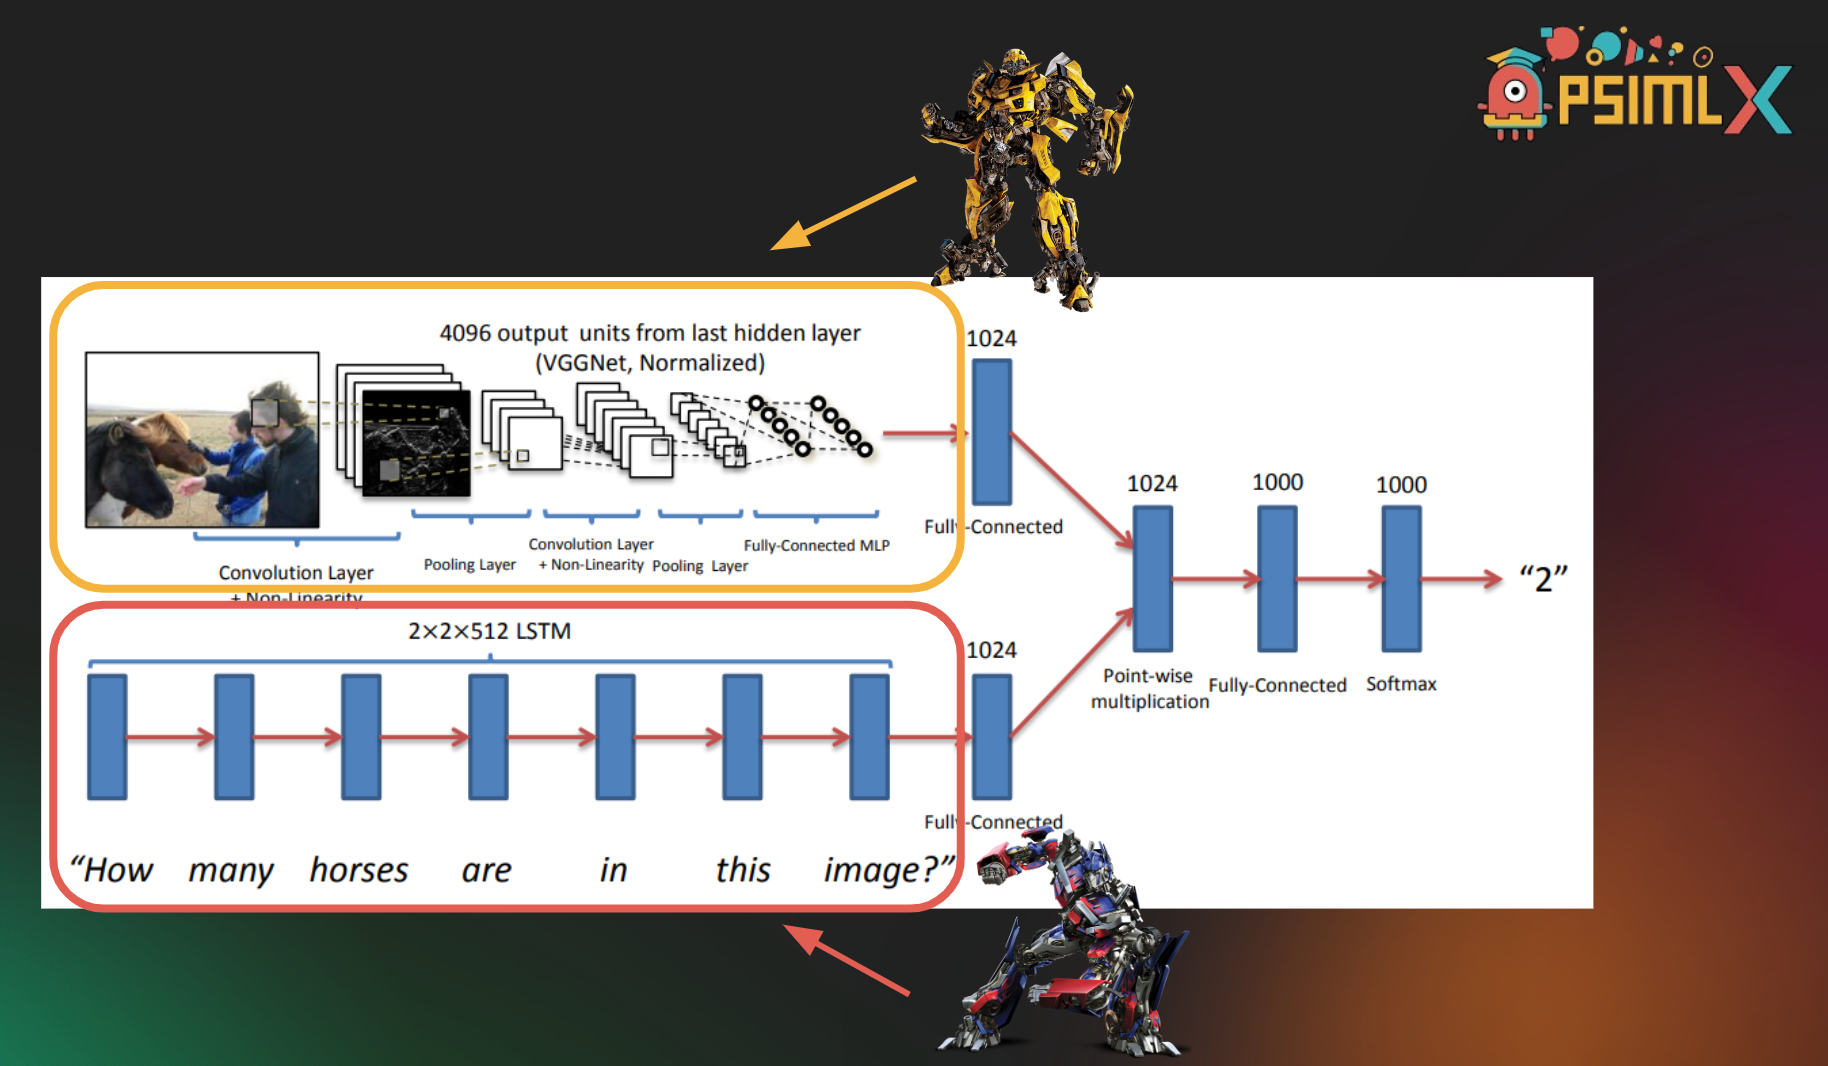 PSIML X
4096 output units from last hidden layer
(VGGNet, Normalized)
1024
Fully-Connected
Convolution Layer
+ Non-Linearity
Pooling Layer
Convolution Layer
+ Non-Linearity
Pooling Layer
Fully-Connected MLP
2×2×512 LSTM
1024
Fully-Connected
“How many horses are in this image?”
1024
Point-wise
multiplication
1000
Fully-Connected
1000
Softmax
“2”